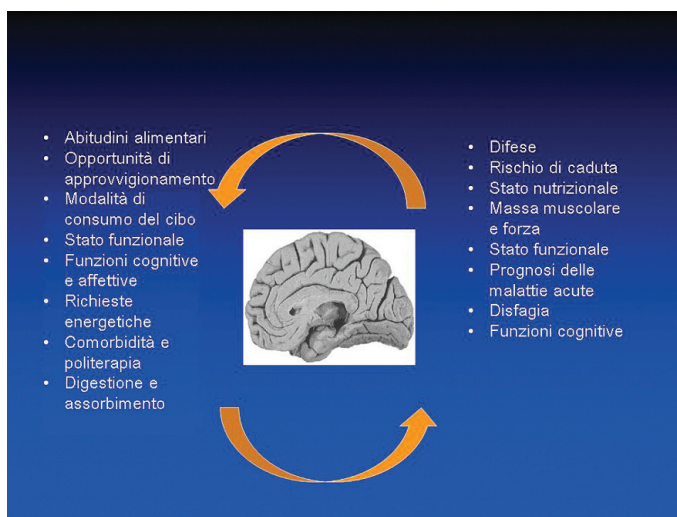 • Abitudini alimentari
• Opportunità di
approvvigionamento
• Modalità di
consumo del cibo
• Stato funzionale
• Funzioni cognitive
e affettive
• Richieste
energetiche
• Comorbidità e
politerapia
• Digestione e
assorbimento
• Difese
• Rischio di caduta
• Stato nutrizionale
• Massa muscolare
e forza
• Stato funzionale
• Prognosi delle
malattie acute
• Disfagia
• Funzioni cognitive